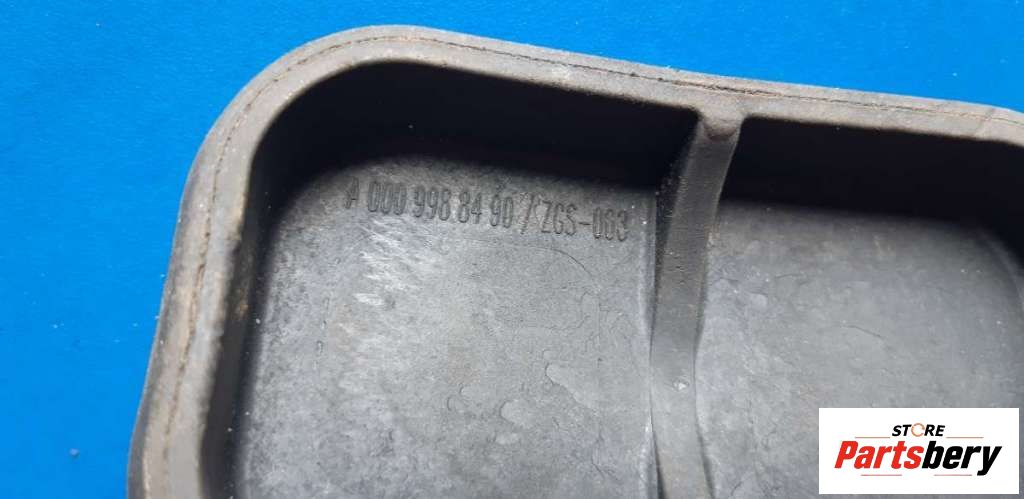 A 000 998 84 90 / ZGS-003
STORE
Partsbery